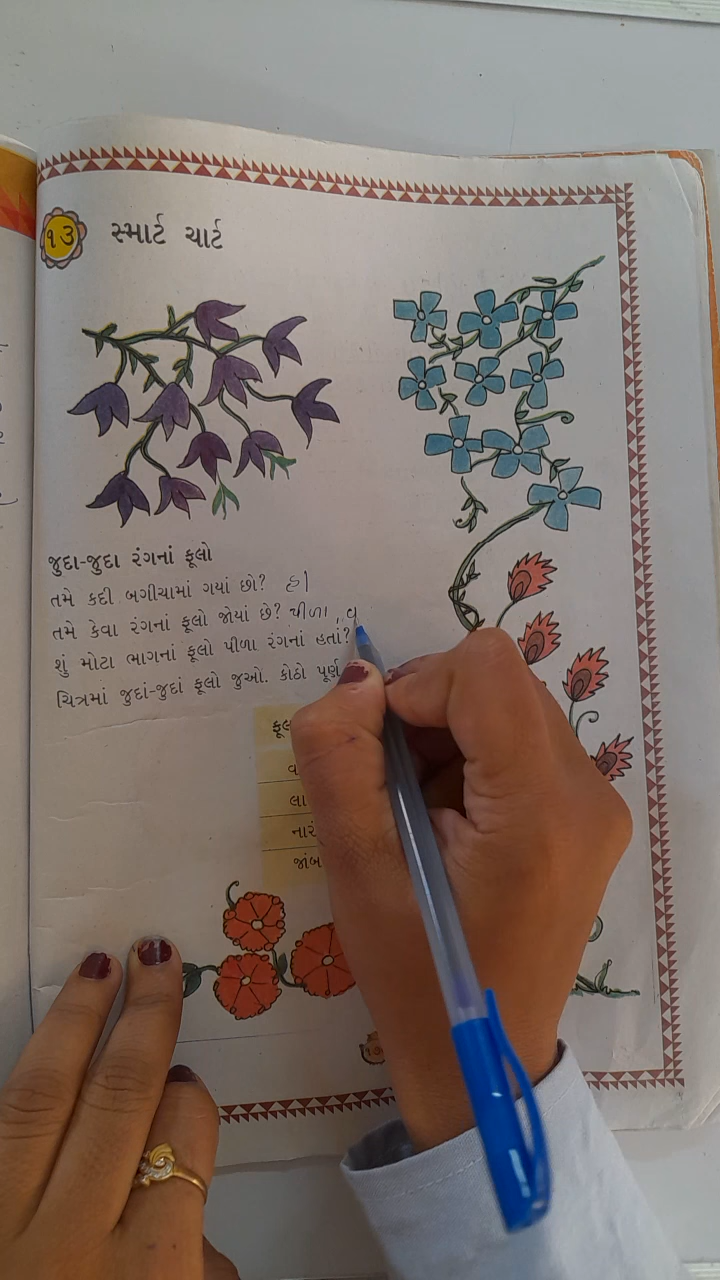 ૧૩ સ્માર્ટ ચાર્ટ
જુદા-જુદા રંગનાં ફૂલો
તમે કદી બગીચામાં ગયાં છો? હા
તમે કેવા રંગનાં ફૂલો જોયાં છે? પીળા, વ
શું મોટા ભાગનાં ફૂલો પીળા રંગનાં હતાં?
ચિત્રમાં જુદાં-જુદાં ફૂલો જુઓ. કોઠો પૂર્ણ
ફૂલ
વ
લા
નારં
જાંબ